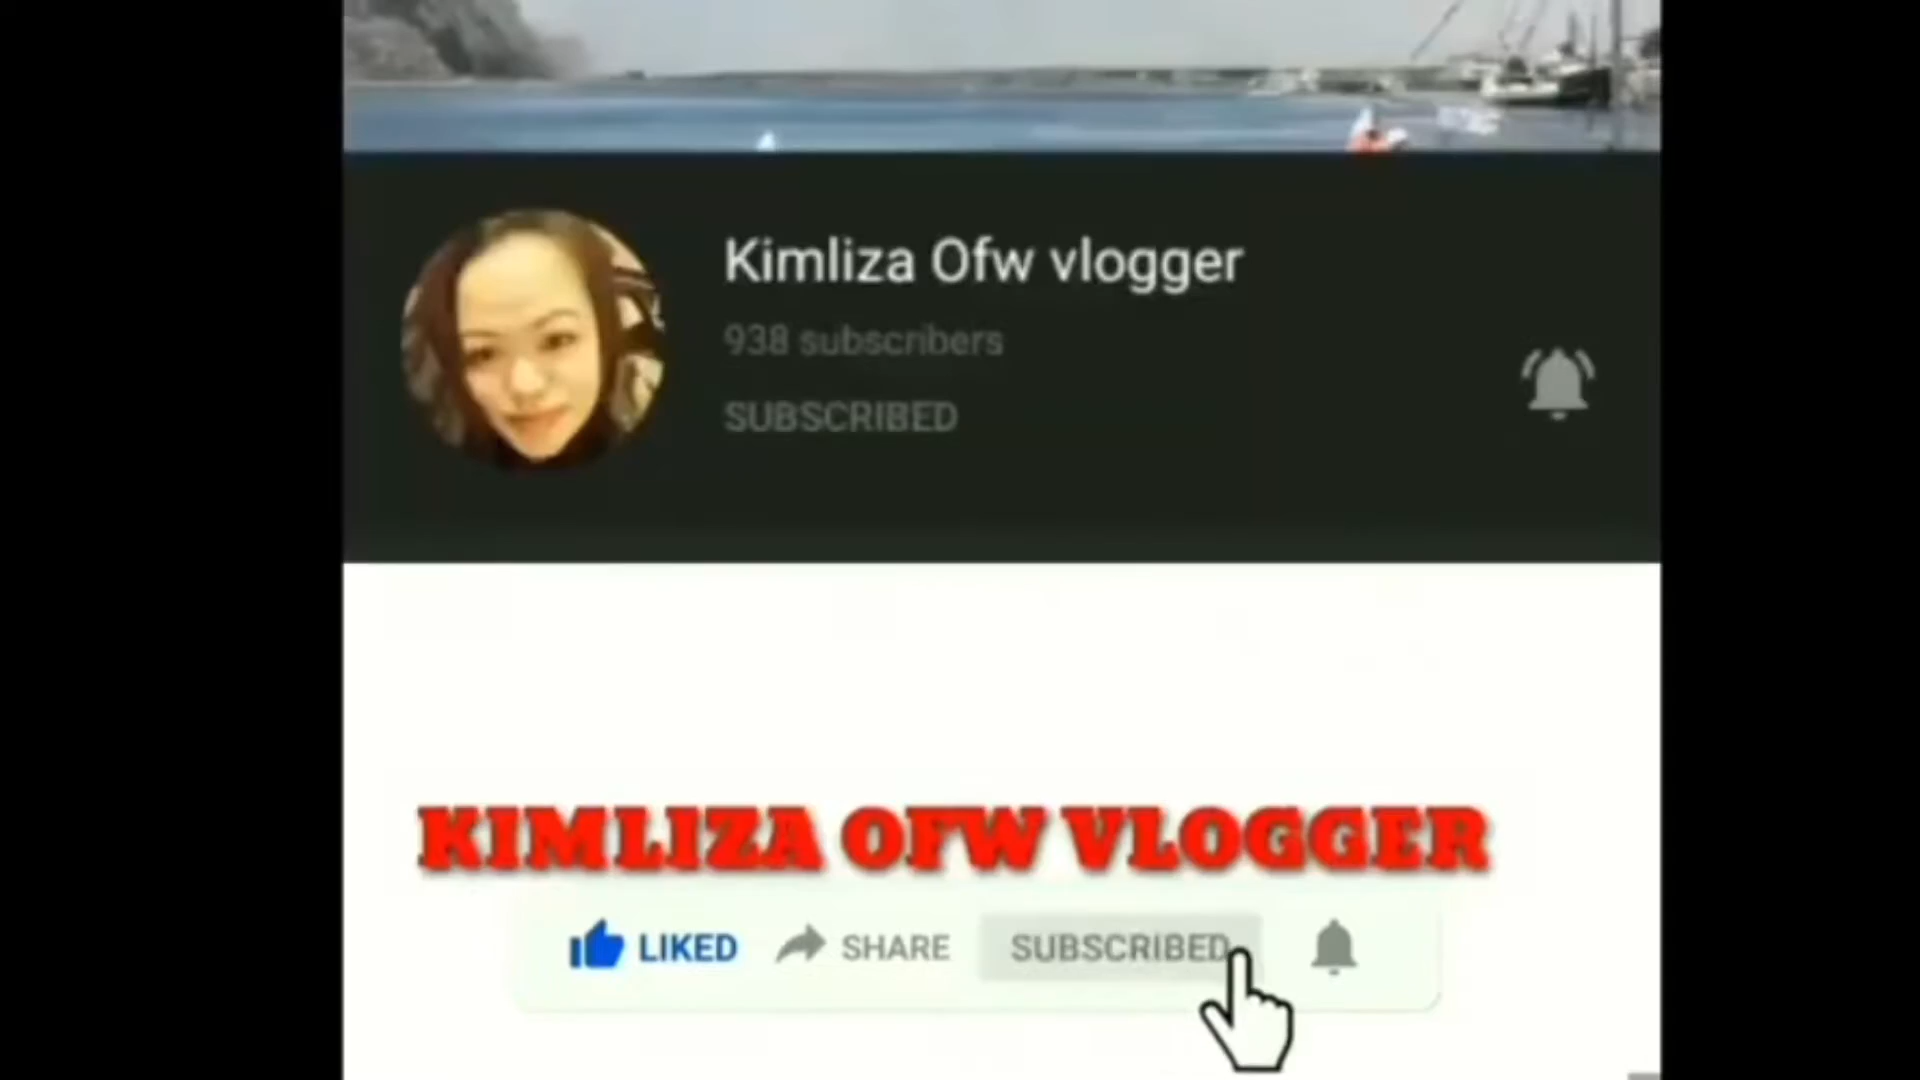 Kimliza Ofw vlogger
938 subscribers
SUBSCRIBED
KIMLIZA OFW VLOGGER
LIKED SHARE SUBSCRIBED